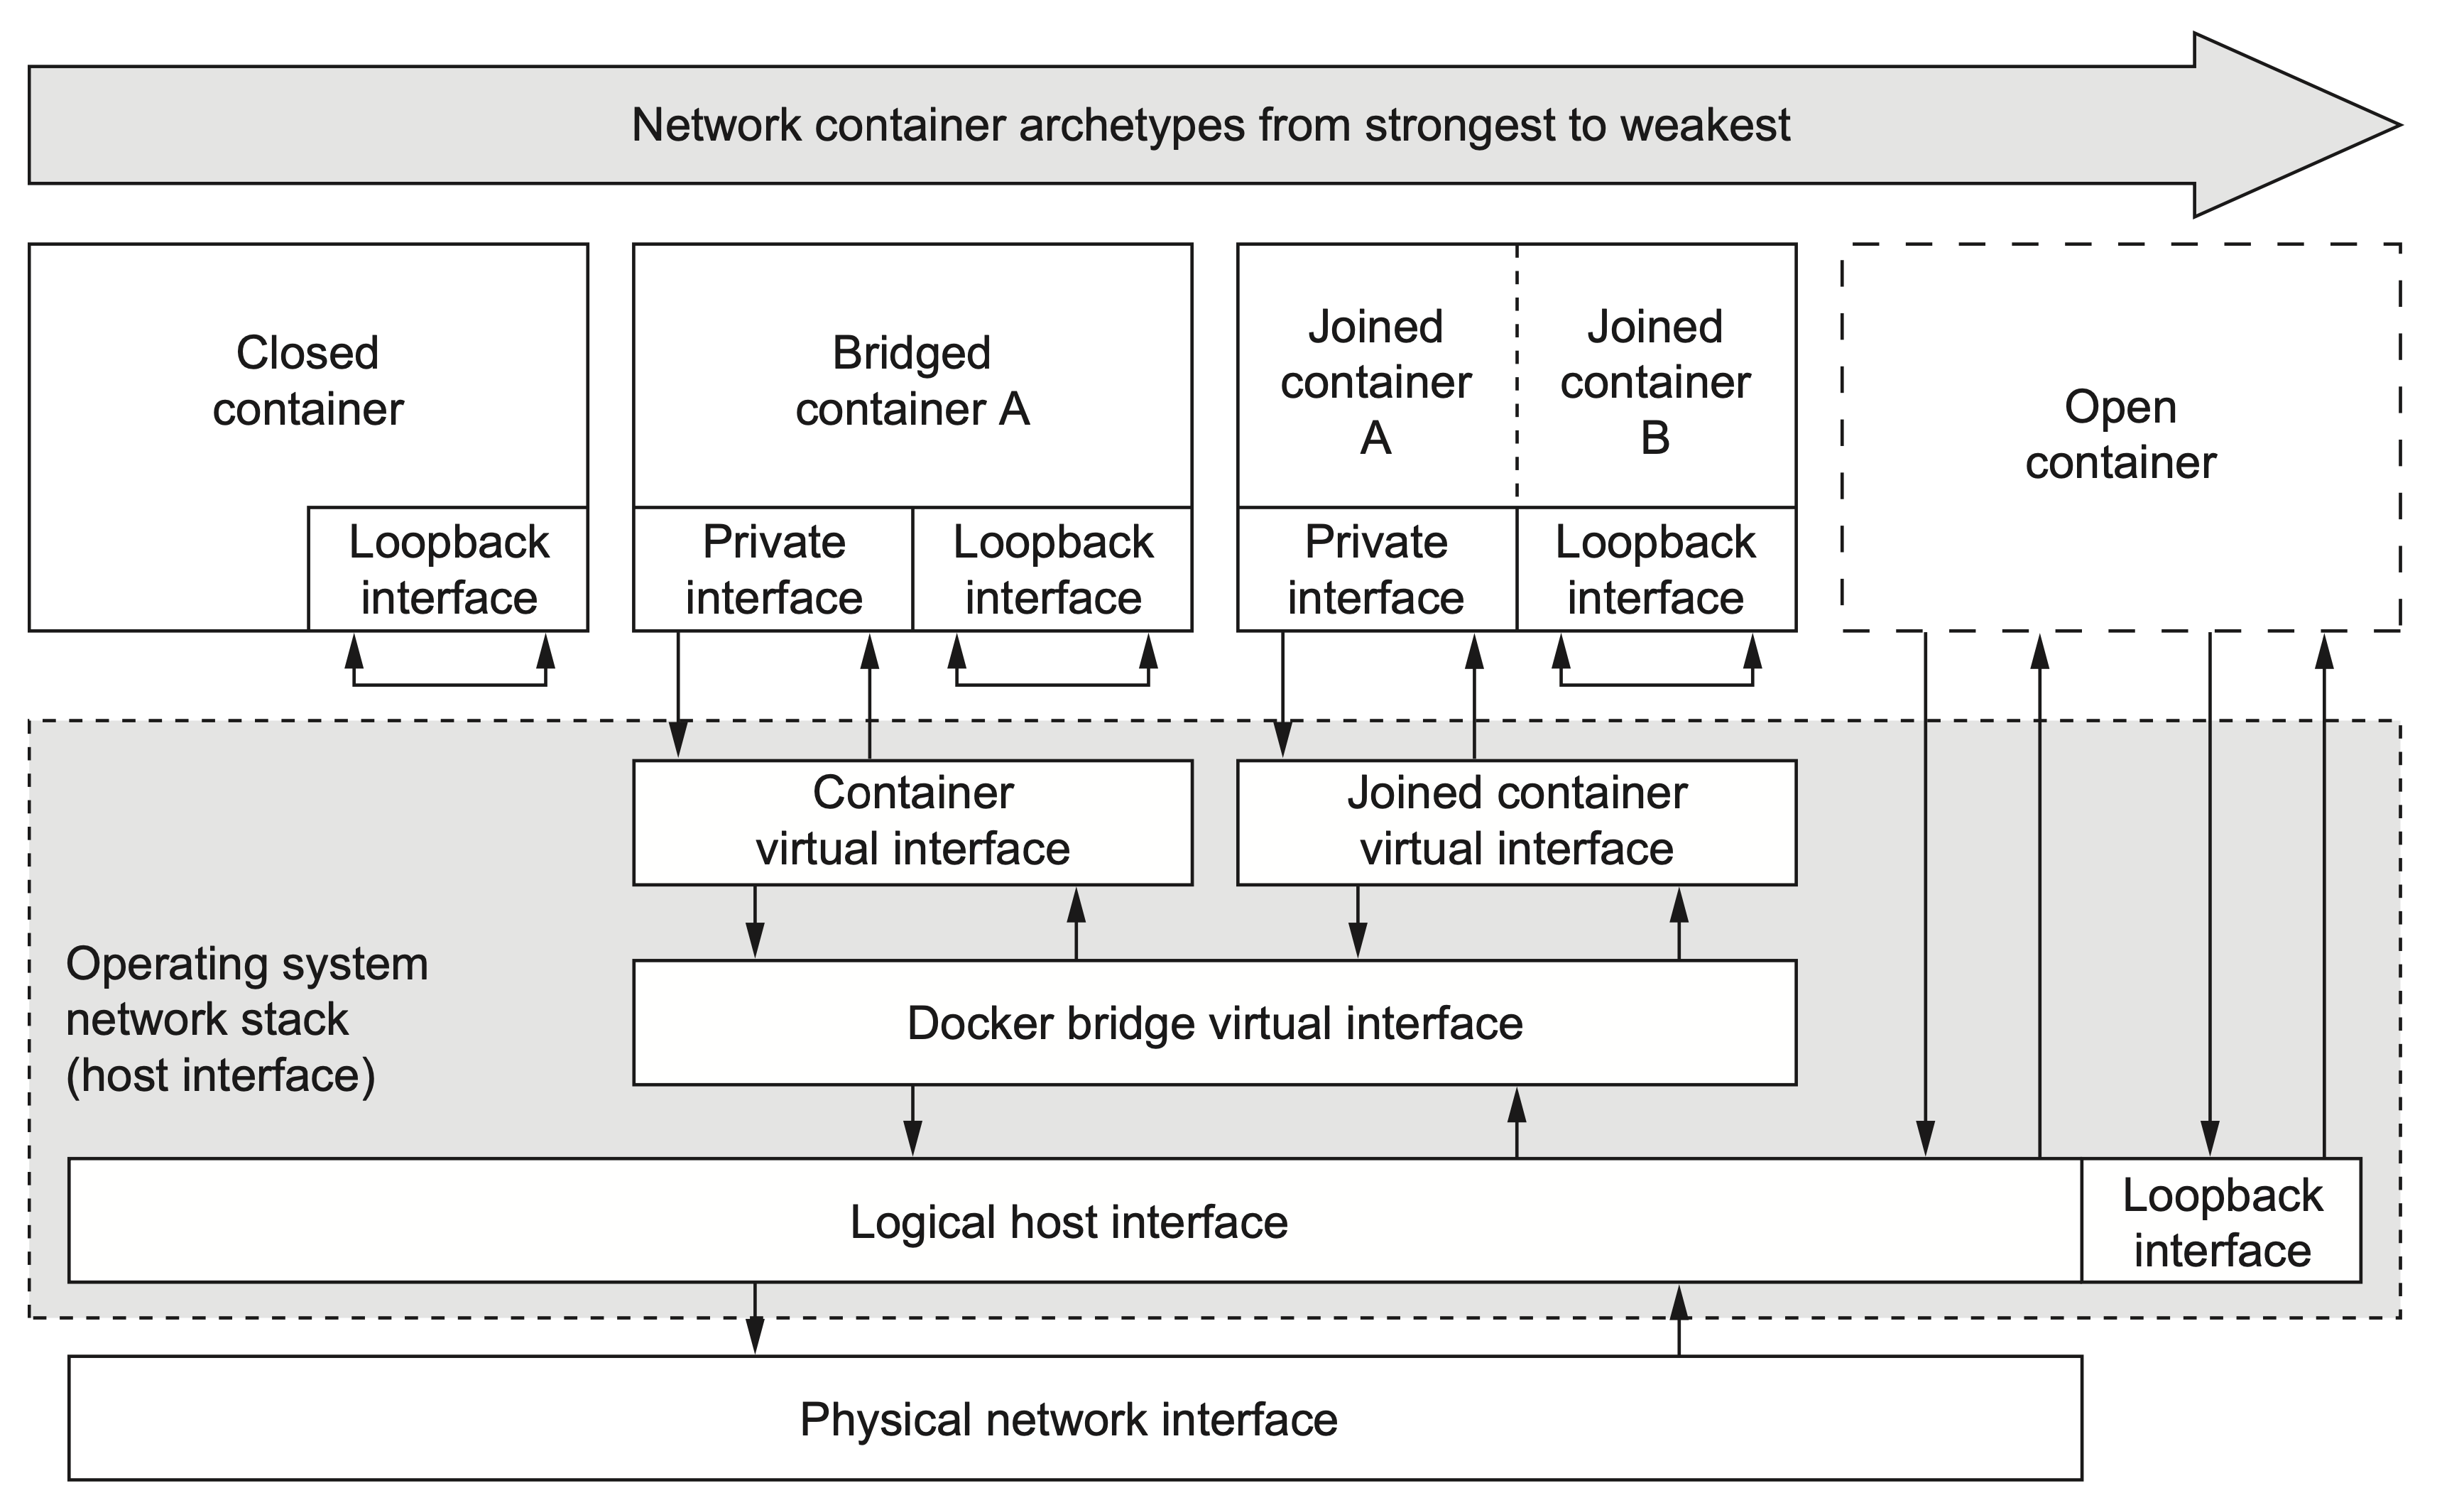 Network container archetypes from strongest to weakest
Closed
container
Loopback
interface
Bridged
container A
Private
interface
Loopback
interface
Joined
container
A
Joined
container
B
Private
interface
Loopback
interface
Open
container
Container
virtual interface
Joined container
virtual interface
Operating system
network stack
(host interface)
Docker bridge virtual interface
Logical host interface
Loopback
interface
Physical network interface